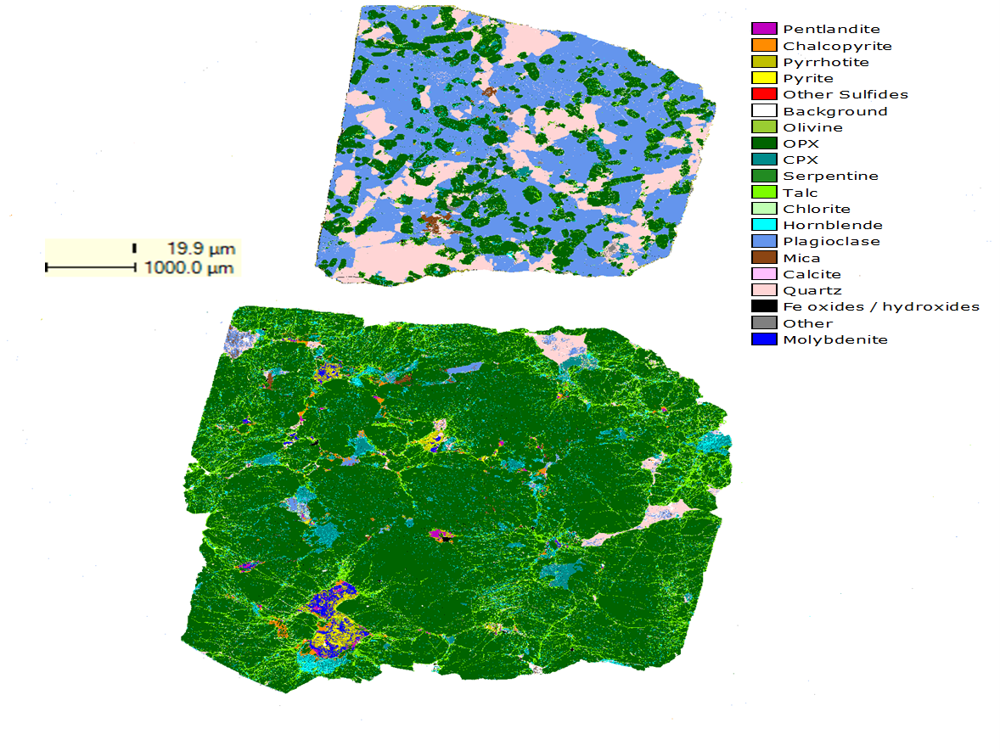 Pentlandite
Chalcopyrite
Pyrrhotite
Pyrite
Other Sulfides
Background
Olivine
OPX
CPX
Serpentine
Talc
Chlorite
Hornblende
Plagioclase
Mica
Calcite
Quartz
Fe oxides / hydroxides
Other
Molybdenite
19.9 µm
1000.0 µm